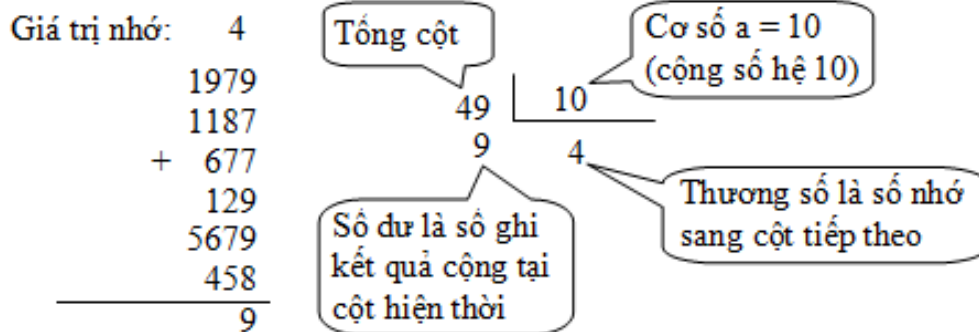 Giá trị nhớ: 4
1979
1187
+ 677
129
5679
458
9
Tổng cột
49 10
9 4
Cơ số a = 10
(cộng số hệ 10)
Số dư là số ghi
kết quả cộng tại
cột hiện thời
Thương số là số nhớ
sang cột tiếp theo